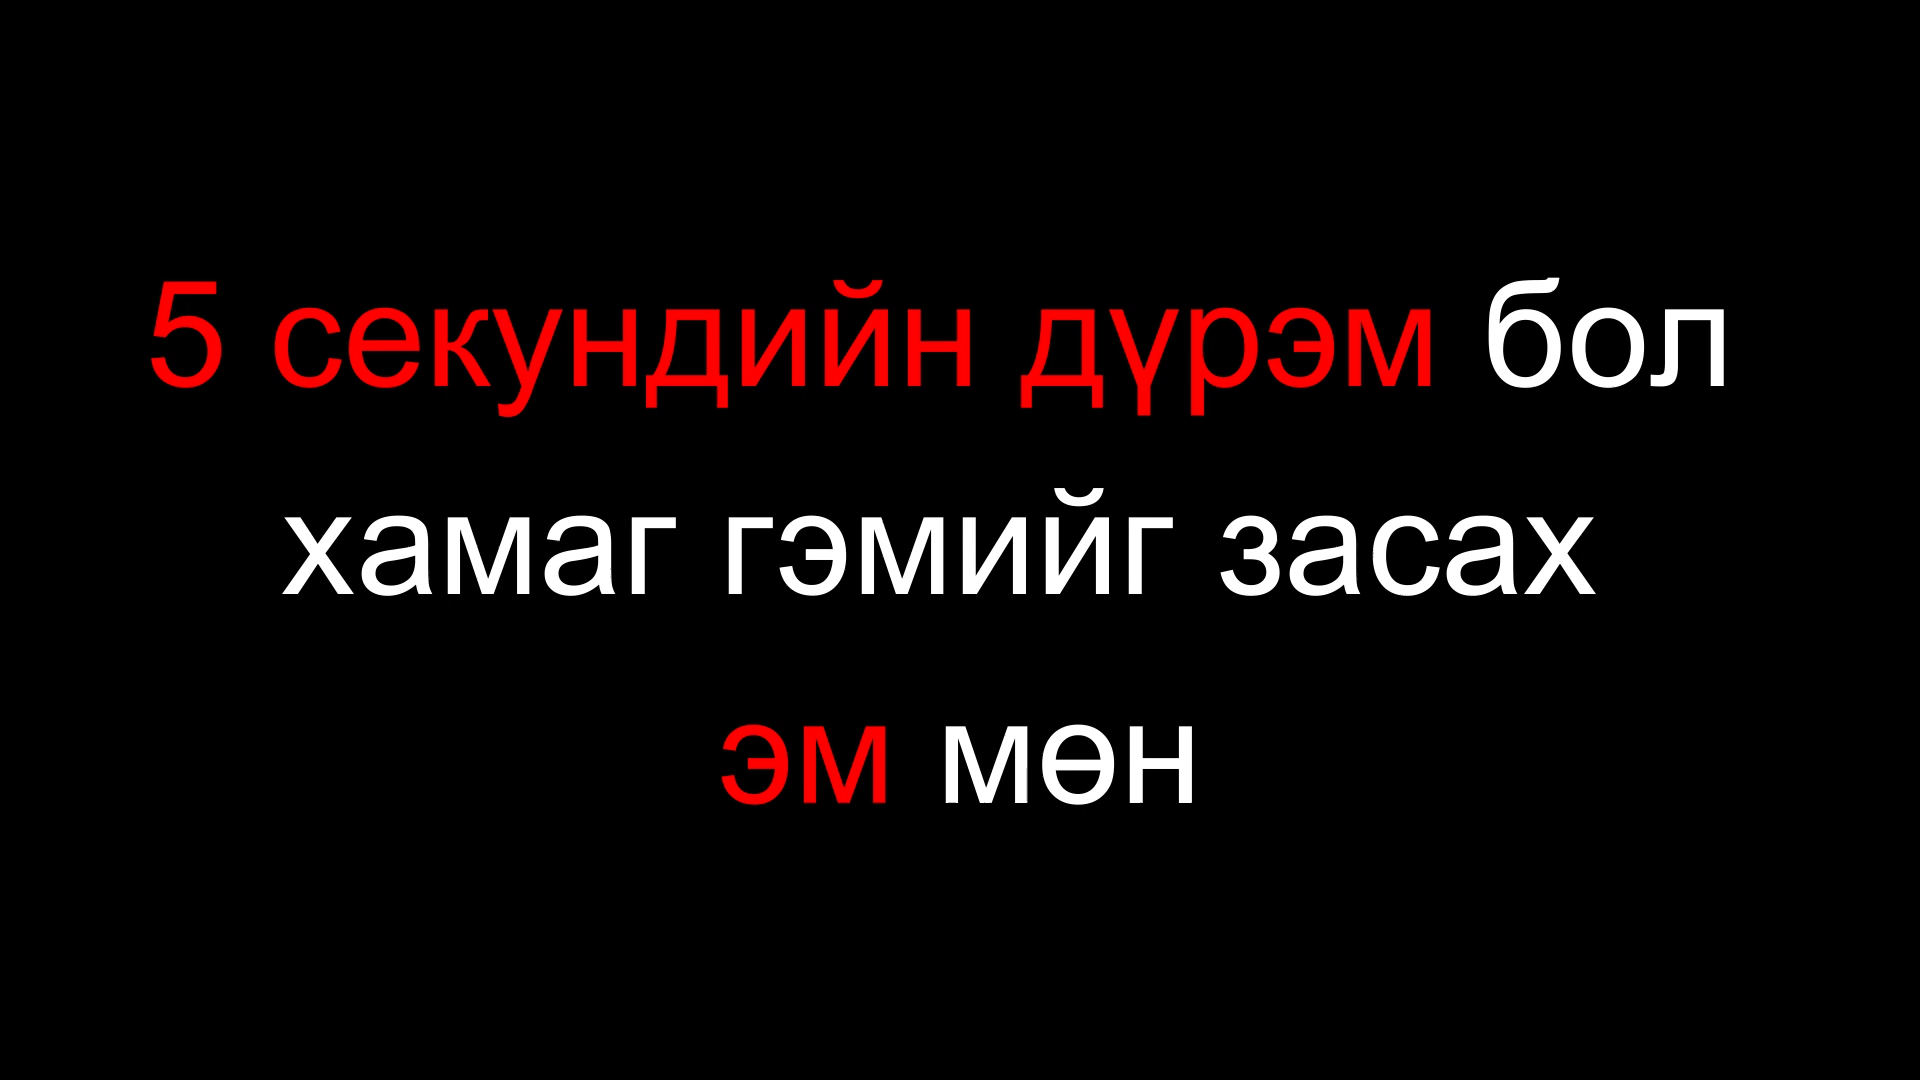 5 секундийн дүрэм бол
хамаг гэмийг засах
эм мөн